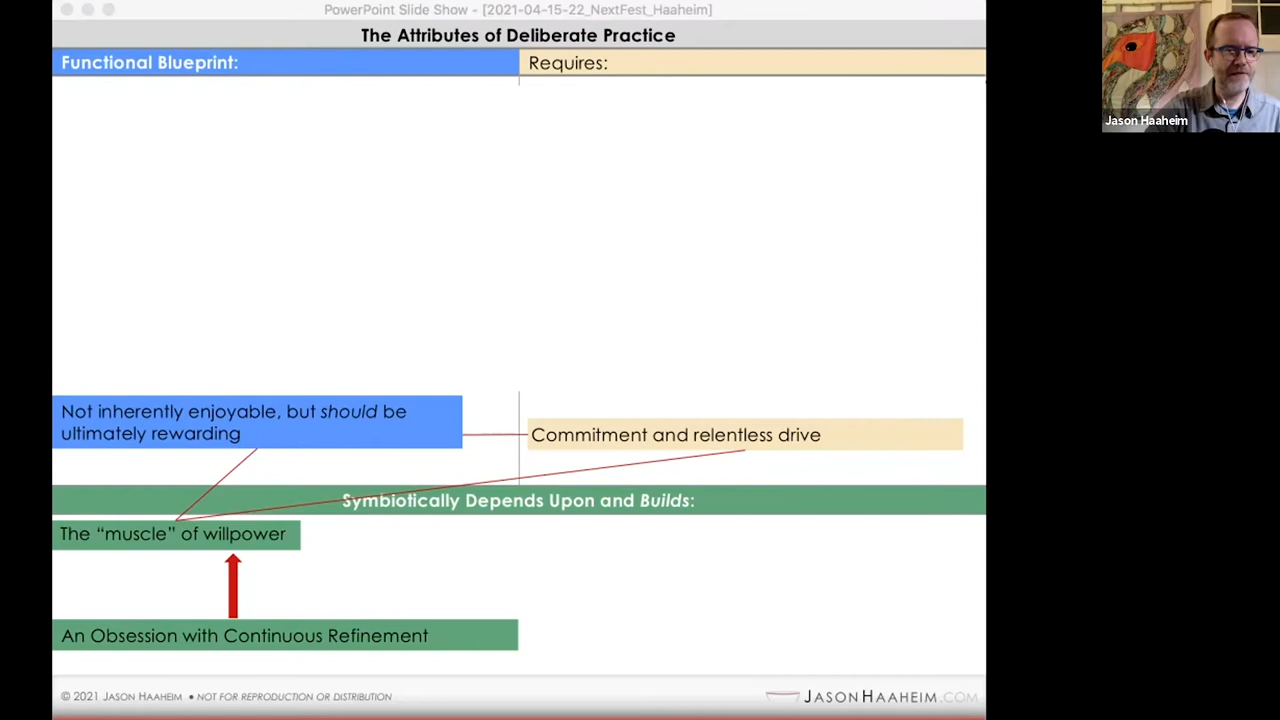 PowerPoint Slide Show - [2021-04-15-22_NextFest_Haaheim]
The Attributes of Deliberate Practice
Functional Blueprint:
Requires:
Jason Haaheim
Not inherently enjoyable, but should be
ultimately rewarding
Commitment and relentless drive
Symbiotically Depends Upon and Builds:
The “muscle” of willpower
An Obsession with Continuous Refinement
© 2021 JASON HAAHEIM • NOT FOR REPRODUCTION OR DISTRIBUTION
JASONHAAHEIM.COM